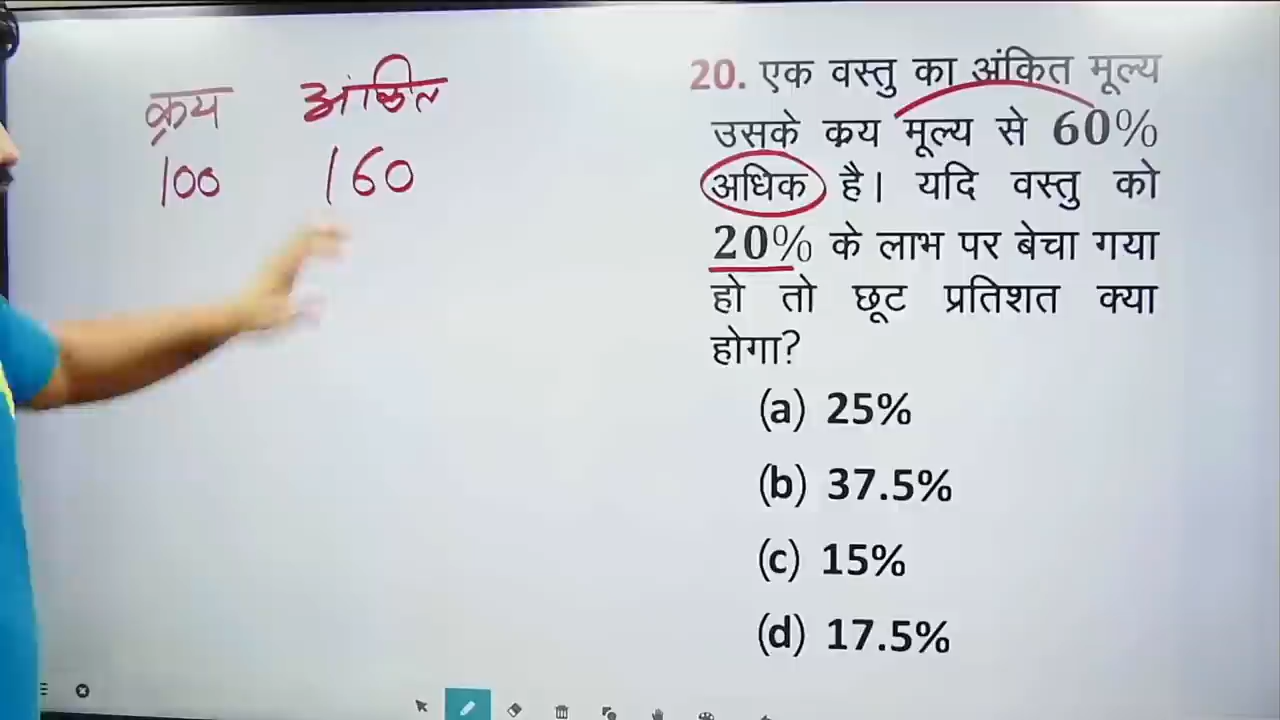 क्रय अंकित
100 160
20. एक वस्तु का अंकित मूल्य
उसके क्रय मूल्य से 60%
अधिक है। यदि वस्तु को
20% के लाभ पर बेचा गया
हो तो छूट प्रतिशत क्या
होगा?
(a) 25%
(b) 37.5%
(c) 15%
(d) 17.5%